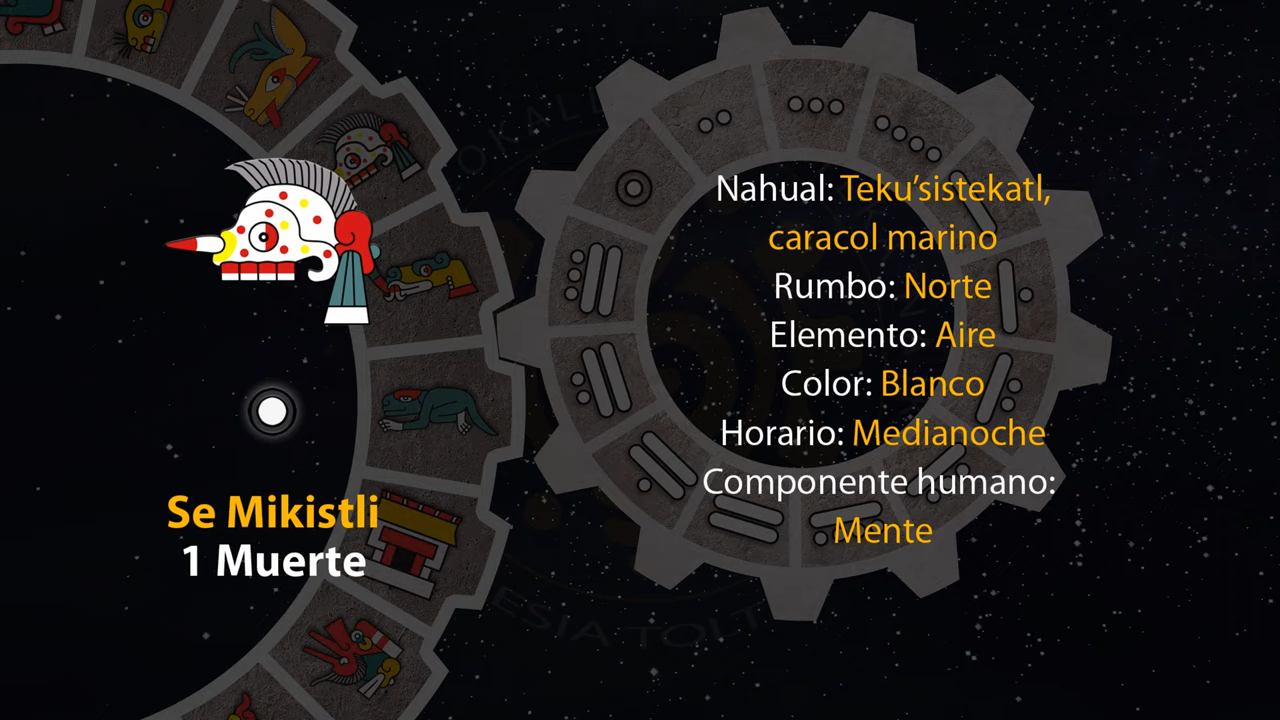 Se Mikistli
1 Muerte
Nahual: Teku’sistekatl,
caracol marino
Rumbo: Norte
Elemento: Aire
Color: Blanco
Horario: Medianoche
Componente humano:
Mente